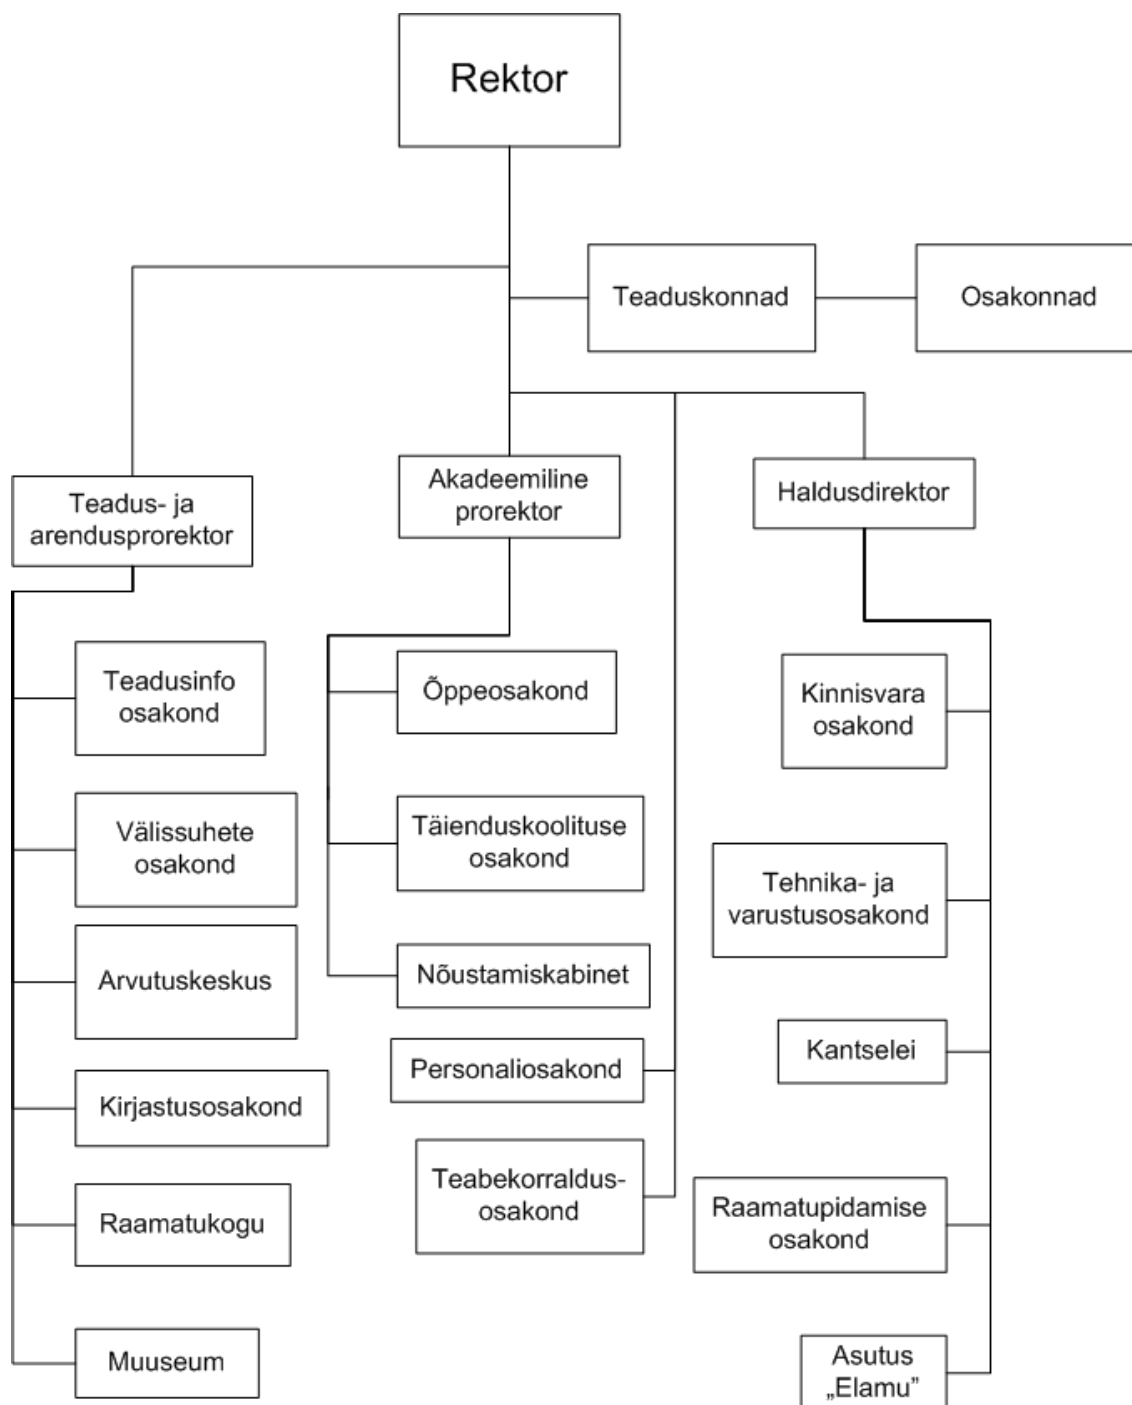 Rektor
Teaduskonnad
Osakonnad
Teadus- ja
arendusprorektor
Akadeemiline
prorektor
Haldusdirektor
Teadusinfo
osakond
Välissuhete
osakond
Arvutuskeskus
Kirjastusosakond
Raamatukogu
Muuseum
Õppeosakond
Täienduskoolituse
osakond
Nõustamiskabinet
Personaliosakond
Teabekorraldus-
osakond
Kinnisvara
osakond
Tehnika- ja
varustusosakond
Kantselei
Raamatupidamise
osakond
Asutus
„Elamu”